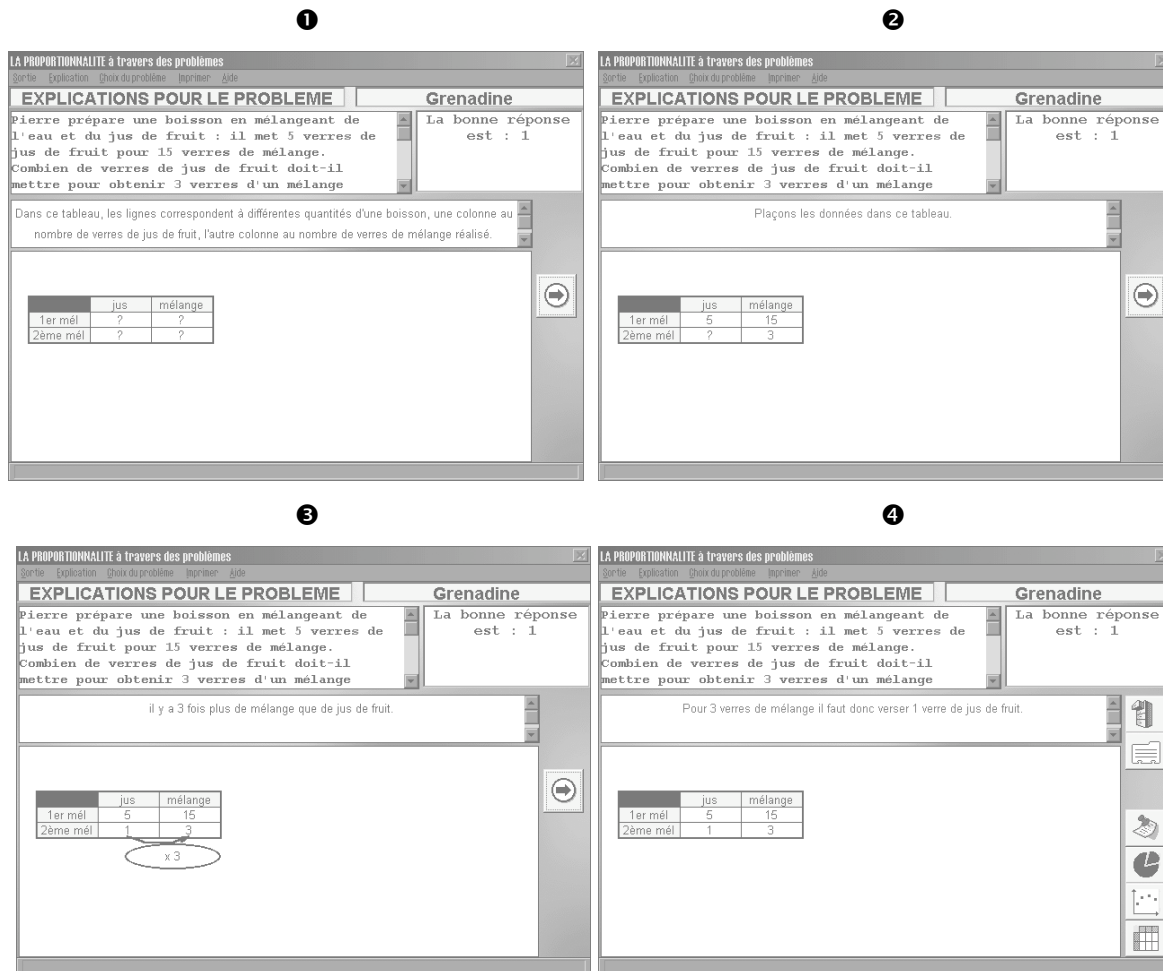 ❶
LA PROPORTIONNALITE à travers des problèmes
Sortie Explication Choix du problème Imprimer Aide
EXPLICATIONS POUR LE PROBLEME
Grenadine
Pierre prépare une boisson en mélangeant de
l'eau et du jus de fruit : il met 5 verres de
jus de fruit pour 15 verres de mélange.
Combien de verres de jus de fruit doit-il
mettre pour obtenir 3 verres d'un mélange
La bonne réponse
est : 1
Dans ce tableau, les lignes correspondent à différentes quantités d'une boisson, une colonne au
nombre de verres de jus de fruit, l'autre colonne au nombre de verres de mélange réalisé.
jus mélange
1er mél ? ?
2ème mél ? ?
❷
LA PROPORTIONNALITE à travers des problèmes
Sortie Explication Choix du problème Imprimer Aide
EXPLICATIONS POUR LE PROBLEME
Grenadine
Pierre prépare une boisson en mélangeant de
l'eau et du jus de fruit : il met 5 verres de
jus de fruit pour 15 verres de mélange.
Combien de verres de jus de fruit doit-il
mettre pour obtenir 3 verres d'un mélange
La bonne réponse
est : 1
Plaçons les données dans ce tableau.
jus mélange
1er mél 5 15
2ème mél ? 3
❸
LA PROPORTIONNALITE à travers des problèmes
Sortie Explication Choix du problème Imprimer Aide
EXPLICATIONS POUR LE PROBLEME
Grenadine
Pierre prépare une boisson en mélangeant de
l'eau et du jus de fruit : il met 5 verres de
jus de fruit pour 15 verres de mélange.
Combien de verres de jus de fruit doit-il
mettre pour obtenir 3 verres d'un mélange
La bonne réponse
est : 1
il y a 3 fois plus de mélange que de jus de fruit.
jus mélange
1er mél 5 15
2ème mél 1 3
x 3
❹
LA PROPORTIONNALITE à travers des problèmes
Sortie Explication Choix du problème Imprimer Aide
EXPLICATIONS POUR LE PROBLEME
Grenadine
Pierre prépare une boisson en mélangeant de
l'eau et du jus de fruit : il met 5 verres de
jus de fruit pour 15 verres de mélange.
Combien de verres de jus de fruit doit-il
mettre pour obtenir 3 verres d'un mélange
La bonne réponse
est : 1
Pour 3 verres de mélange il faut donc verser 1 verre de jus de fruit.
jus mélange
1er mél 5 15
2ème mél 1 3